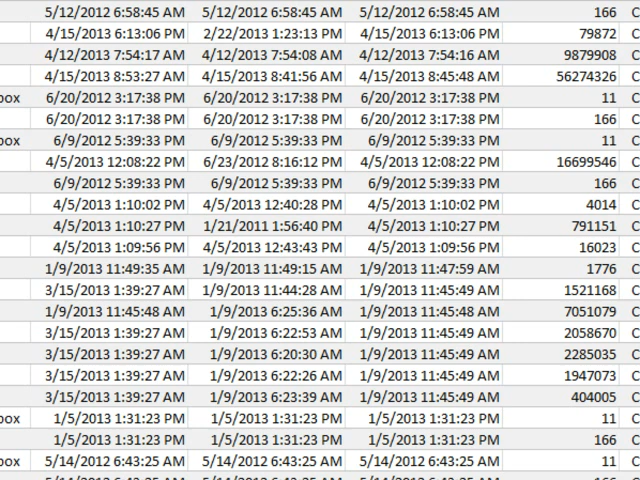 5/12/2012 6:58:45 AM 5/12/2012 6:58:45 AM 5/12/2012 6:58:45 AM 166 C
4/15/2013 6:13:06 PM 2/22/2013 1:23:13 PM 4/15/2013 6:13:06 PM 79872 C
4/12/2013 7:54:17 AM 4/12/2013 7:54:08 AM 4/12/2013 7:54:16 AM 9879908 C
4/15/2013 8:53:27 AM 4/15/2013 8:41:56 AM 4/15/2013 8:45:48 AM 56274326 C
box 6/20/2012 3:17:38 PM 6/20/2012 3:17:38 PM 6/20/2012 3:17:38 PM 11 C
6/20/2012 3:17:38 PM 6/20/2012 3:17:38 PM 6/20/2012 3:17:38 PM 166 C
box 6/9/2012 5:39:33 PM 6/9/2012 5:39:33 PM 6/9/2012 5:39:33 PM 11 C
4/5/2013 12:08:22 PM 6/23/2012 8:16:12 PM 4/5/2013 12:08:22 PM 16699546 C
6/9/2012 5:39:33 PM 6/9/2012 5:39:33 PM 6/9/2012 5:39:33 PM 166 C
4/5/2013 1:10:02 PM 4/5/2013 12:40:28 PM 4/5/2013 1:10:02 PM 4014 C
4/5/2013 1:10:27 PM 1/21/2011 1:56:40 PM 4/5/2013 1:10:27 PM 791151 C
4/5/2013 1:09:56 PM 4/5/2013 12:43:43 PM 4/5/2013 1:09:56 PM 16023 C
1/9/2013 11:49:35 AM 1/9/2013 11:49:15 AM 1/9/2013 11:47:59 AM 1776 C
3/15/2013 1:39:27 AM 1/9/2013 11:44:28 AM 1/9/2013 11:45:49 AM 1521168 C
1/9/2013 11:45:48 AM 1/9/2013 6:25:36 AM 1/9/2013 11:45:48 AM 7051079 C
3/15/2013 1:39:27 AM 1/9/2013 6:22:53 AM 1/9/2013 11:45:49 AM 2058670 C
3/15/2013 1:39:27 AM 1/9/2013 6:20:30 AM 1/9/2013 11:45:49 AM 2285035 C
3/15/2013 1:39:27 AM 1/9/2013 6:22:26 AM 1/9/2013 11:45:49 AM 1947073 C
3/15/2013 1:39:27 AM 1/9/2013 6:23:39 AM 1/9/2013 11:45:49 AM 404005 C
box 1/5/2013 1:31:23 PM 1/5/2013 1:31:23 PM 1/5/2013 1:31:23 PM 11 C
1/5/2013 1:31:23 PM 1/5/2013 1:31:23 PM 1/5/2013 1:31:23 PM 166 C
box 5/14/2012 6:43:25 AM 5/14/2012 6:43:25 AM 5/14/2012 6:43:25 AM 11 C